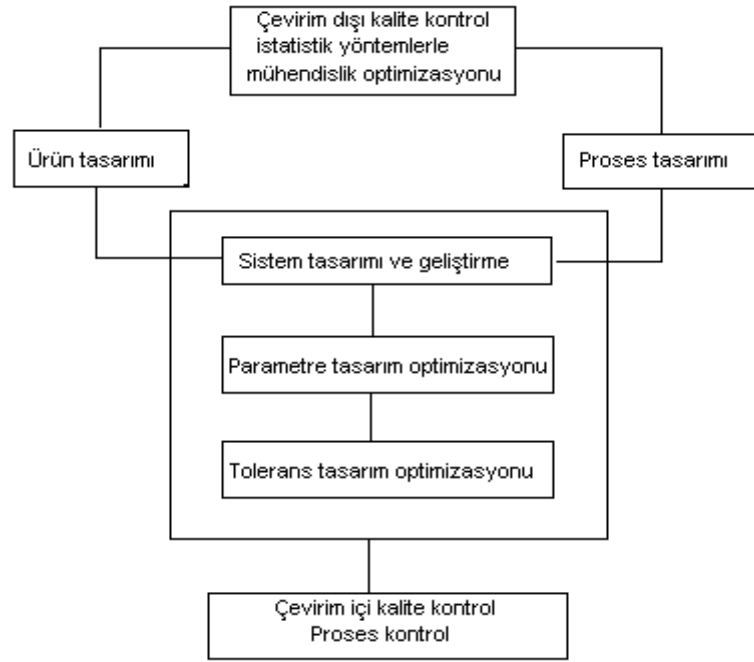 Çevirim dışı kalite kontrol
istatistik yöntemlerle
mühendislik optimizasyonu
Ürün tasarımı
Proses tasarımı
Sistem tasarımı ve geliştirme
Parametre tasarım optimizasyonu
Tolerans tasarım optimizasyonu
Çevirim içi kalite kontrol
Proses kontrol